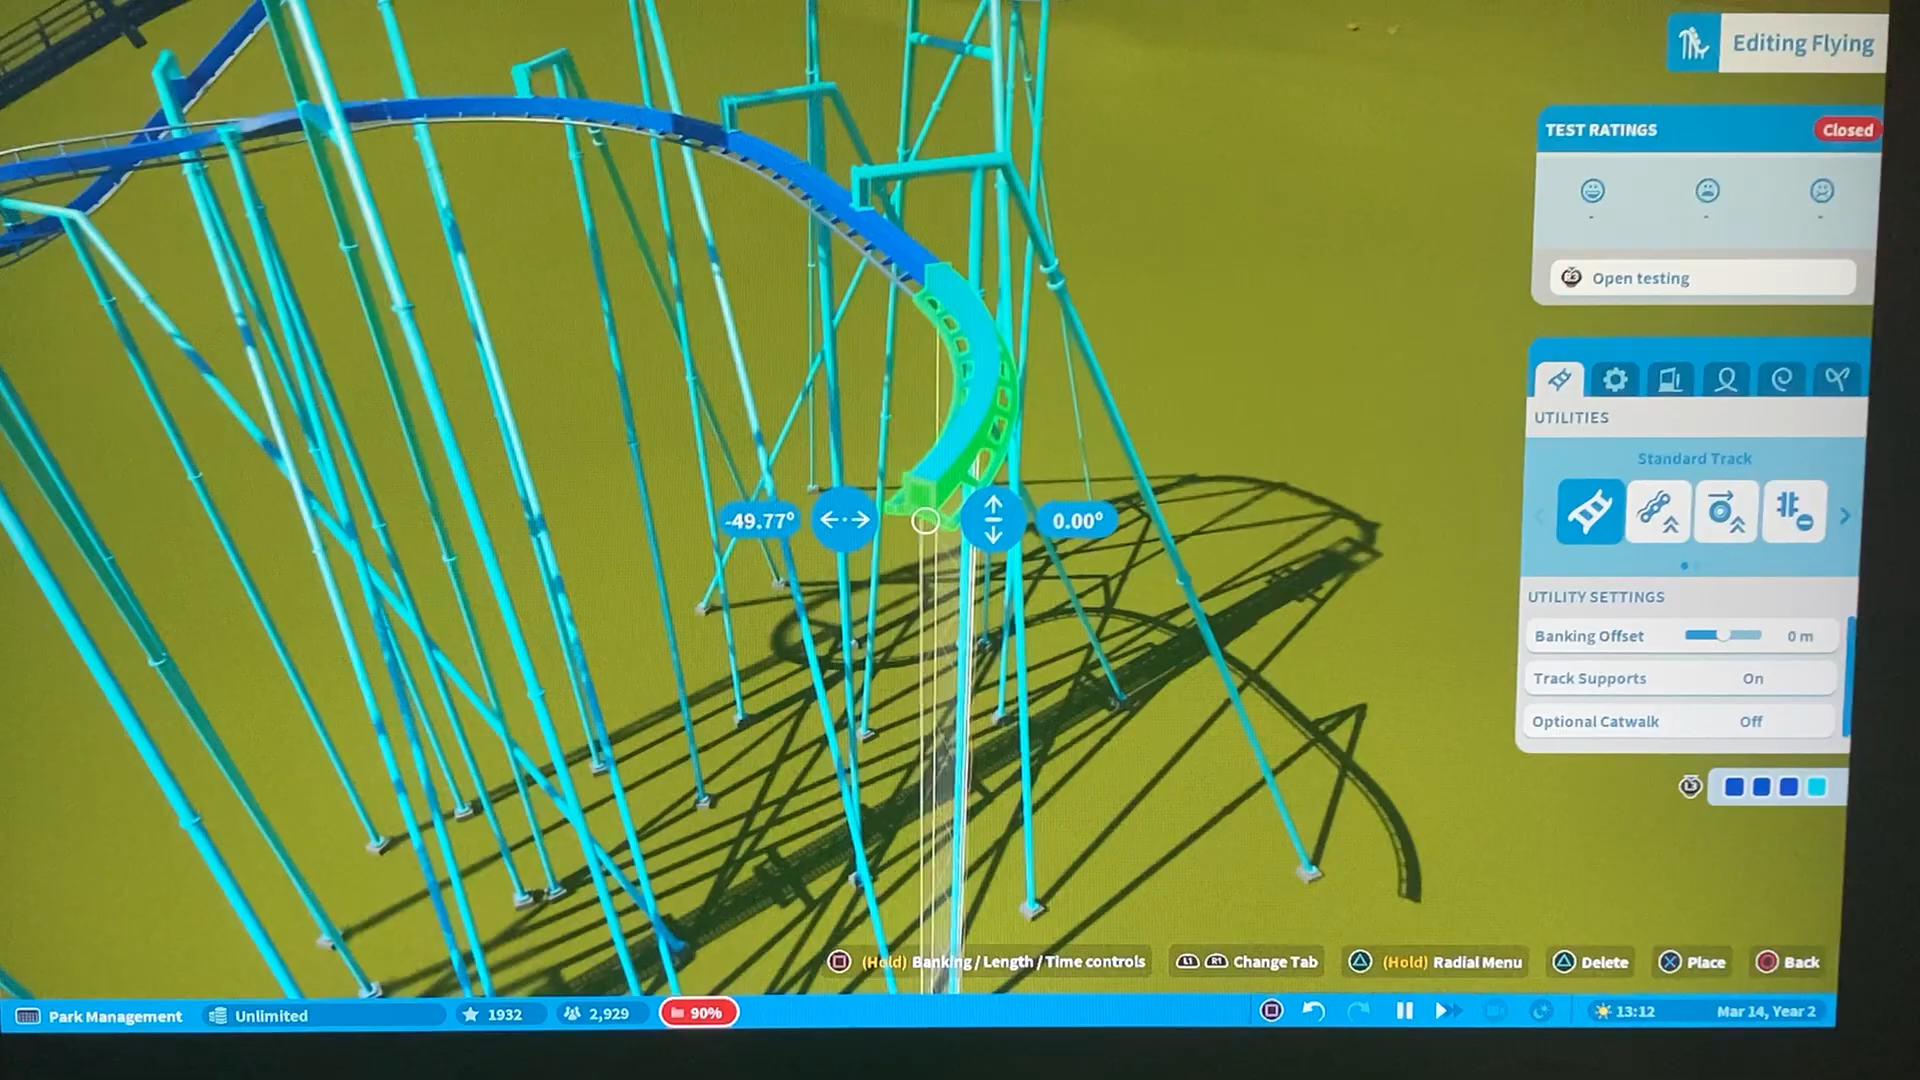 Editing Flying
TEST RATINGS
Closed
-
-
-
Open testing
UTILITIES
Standard Track
UTILITY SETTINGS
Banking Offset 0 m
Track Supports On
Optional Catwalk Off
-49.77°
0.00°
(Hold) Banking / Length / Time controls
L1 R1 Change Tab
(Hold) Radial Menu
Delete
Place
Back
Park Management
Unlimited
1932
2,929
90%
13:12
Mar 14, Year 2